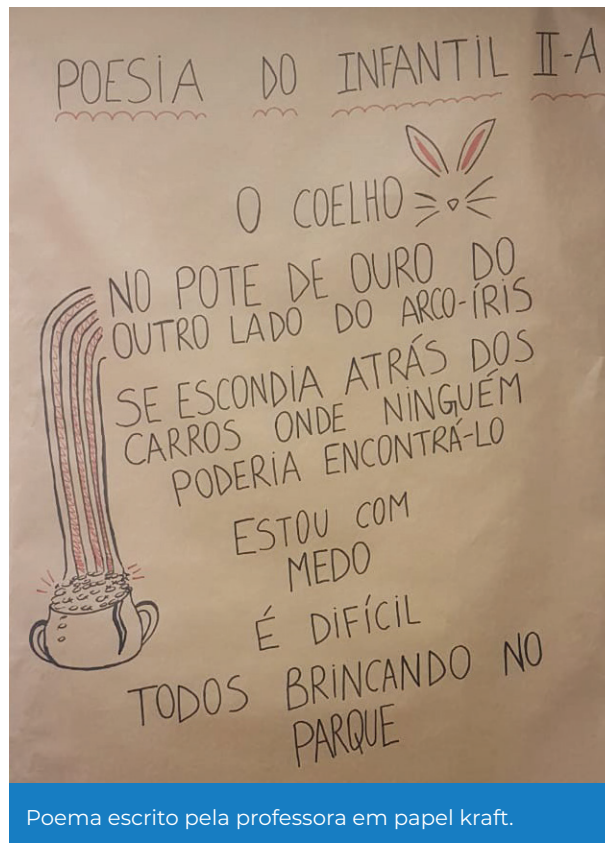 POESIA DO INFANTIL II-A
O COELHO
NO POTE DE OURO DO
OUTRO LADO DO ARCO-ÍRIS
SE ESCONDIA ATRÁS DOS
CARROS ONDE NINGUÉM
PODERIA ENCONTRÁ-LO
ESTOU COM
MEDO
É DIFÍCIL
TODOS BRINCANDO NO
PARQUE
Poema escrito pela professora em papel kraft.